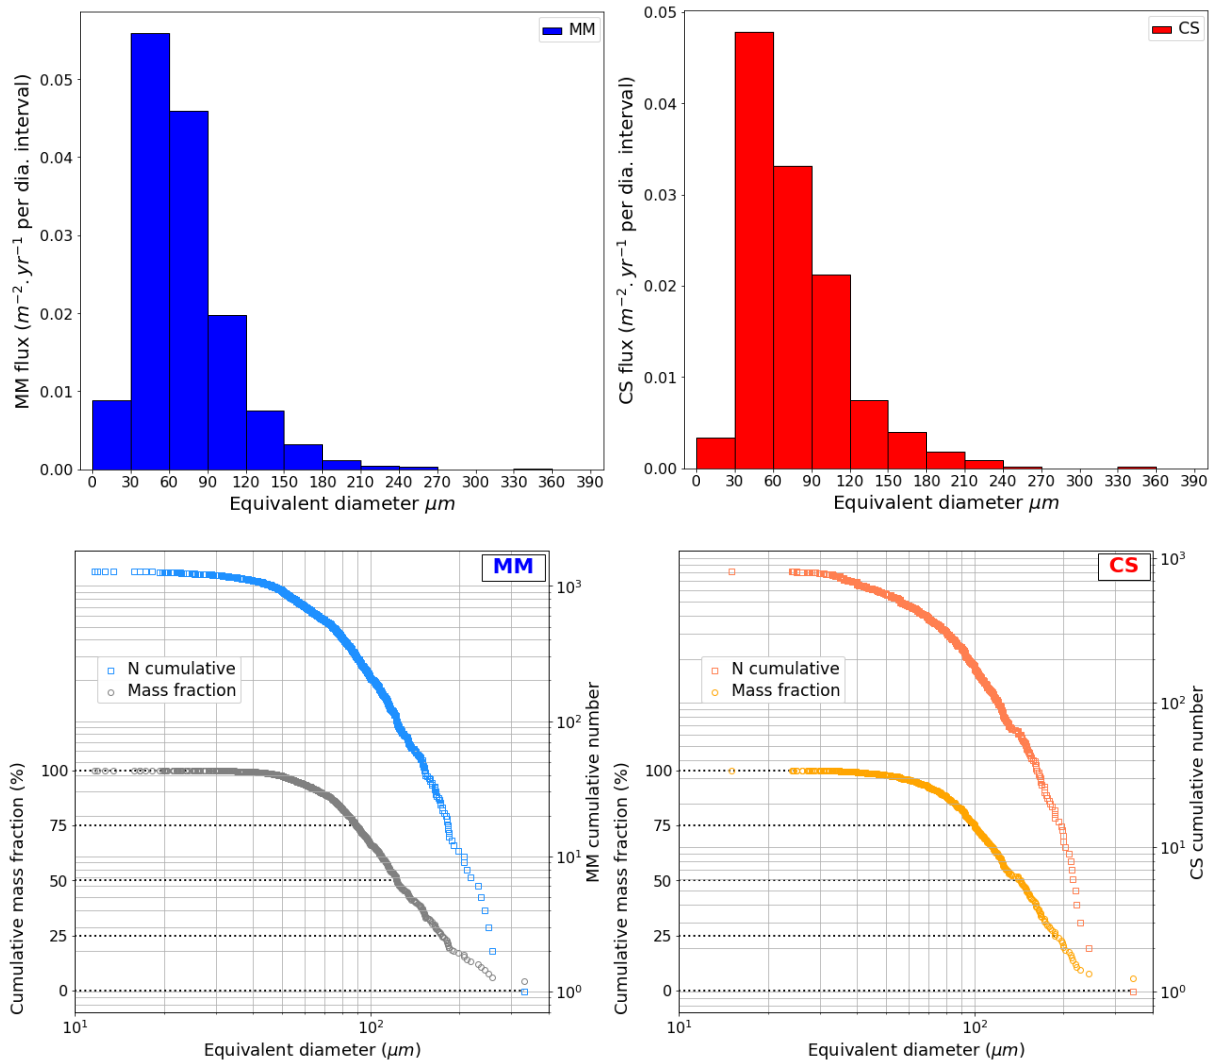 MM
0.05
0.04
0.03
0.02
0.01
0.00
MM flux (m⁻². yr⁻¹ per dia. interval)
0 30 60 90 120 150 180 210 240 270 300 330 360 390
Equivalent diameter μm
CS
0.05
0.04
0.03
0.02
0.01
0.00
CS flux (m⁻². yr⁻¹ per dia. interval)
0 30 60 90 120 150 180 210 240 270 300 330 360 390
Equivalent diameter μm
MM
N cumulative
Mass fraction
100
75
50
25
0
Cumulative mass fraction (%)
10³
10²
10¹
10⁰
MM cumulative number
10¹ 10²
Equivalent diameter (μm)
CS
N cumulative
Mass fraction
100
75
50
25
0
Cumulative mass fraction (%)
10³
10²
10¹
10⁰
CS cumulative number
10¹ 10²
Equivalent diameter (μm)